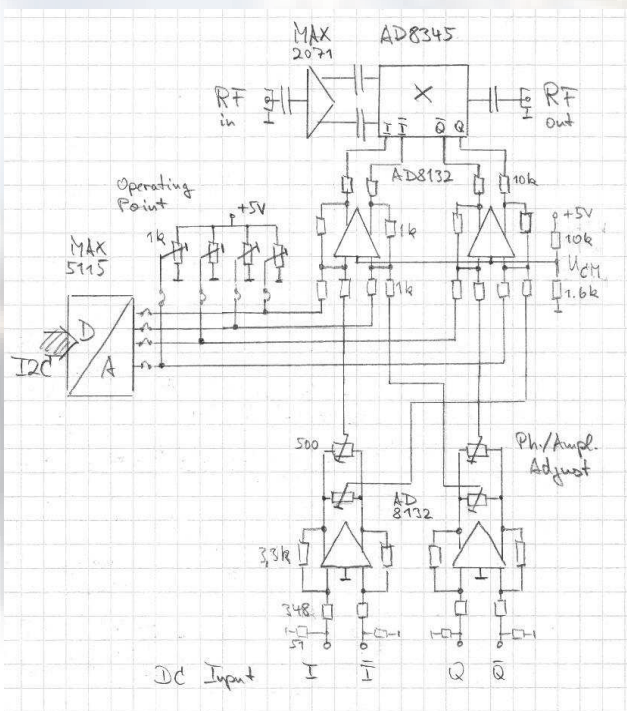 MAX
2071
AD8345
RF
in
X
RF
out
I Ī Q̄ Q
AD8132
10k
Operating
Point
+5V
1k
1k
+5V
10k
U_CM
1.6k
MAX
5115
D
A
I2C
1k
500
Ph./Ampl.
Adjust
AD
8132
3,3k
348
51
DC Input
I Ī Q Q̄